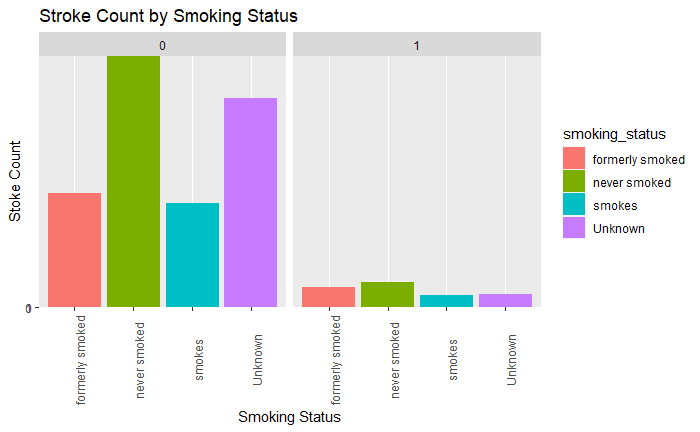 Stroke Count by Smoking Status
0
1
Stoke Count
formerly smoked
never smoked
smokes
Unknown
formerly smoked
never smoked
smokes
Unknown
Smoking Status
smoking_status
formerly smoked
never smoked
smokes
Unknown